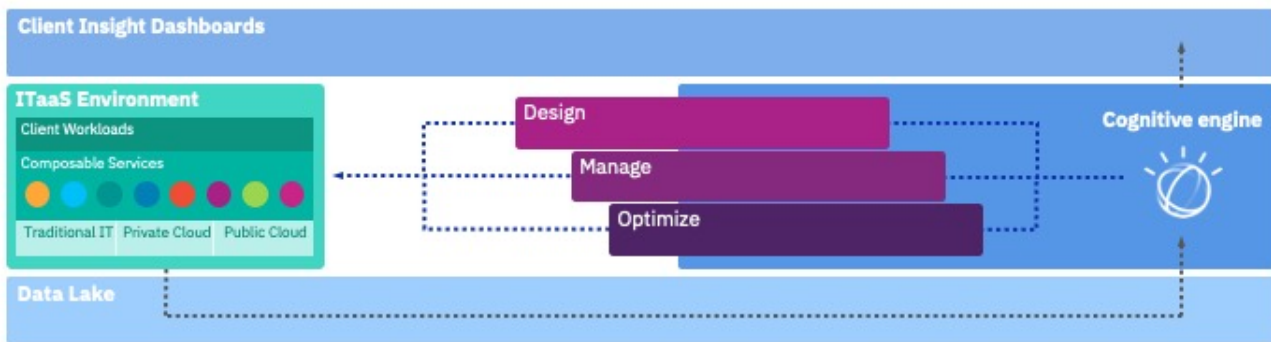 Client Insight Dashboards
ITaaS Environment
Client Workloads
Composable Services
Traditional IT
Private Cloud
Public Cloud
Design
Manage
Optimize
Cognitive engine
Data Lake